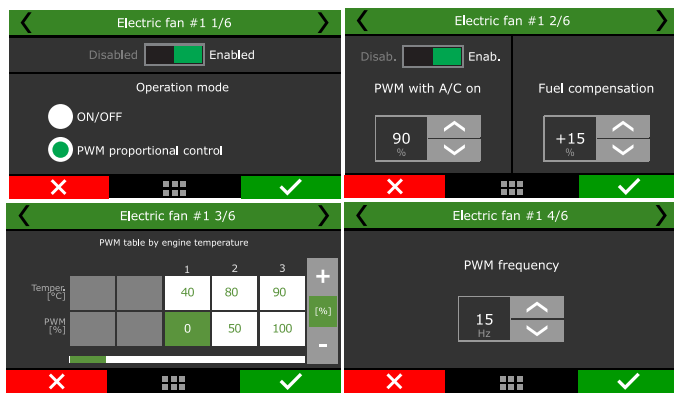 Electric fan #1 1/6
Disabled Enabled
Operation mode
ON/OFF
PWM proportional control
Electric fan #1 2/6
Disab. Enab.
PWM with A/C on
90
%
Fuel compensation
+15
%
Electric fan #1 3/6
PWM table by engine temperature
1 2 3
Temper. [°C] 40 80 90
PWM [%] 0 50 100
+
[%]
-
Electric fan #1 4/6
PWM frequency
15
Hz